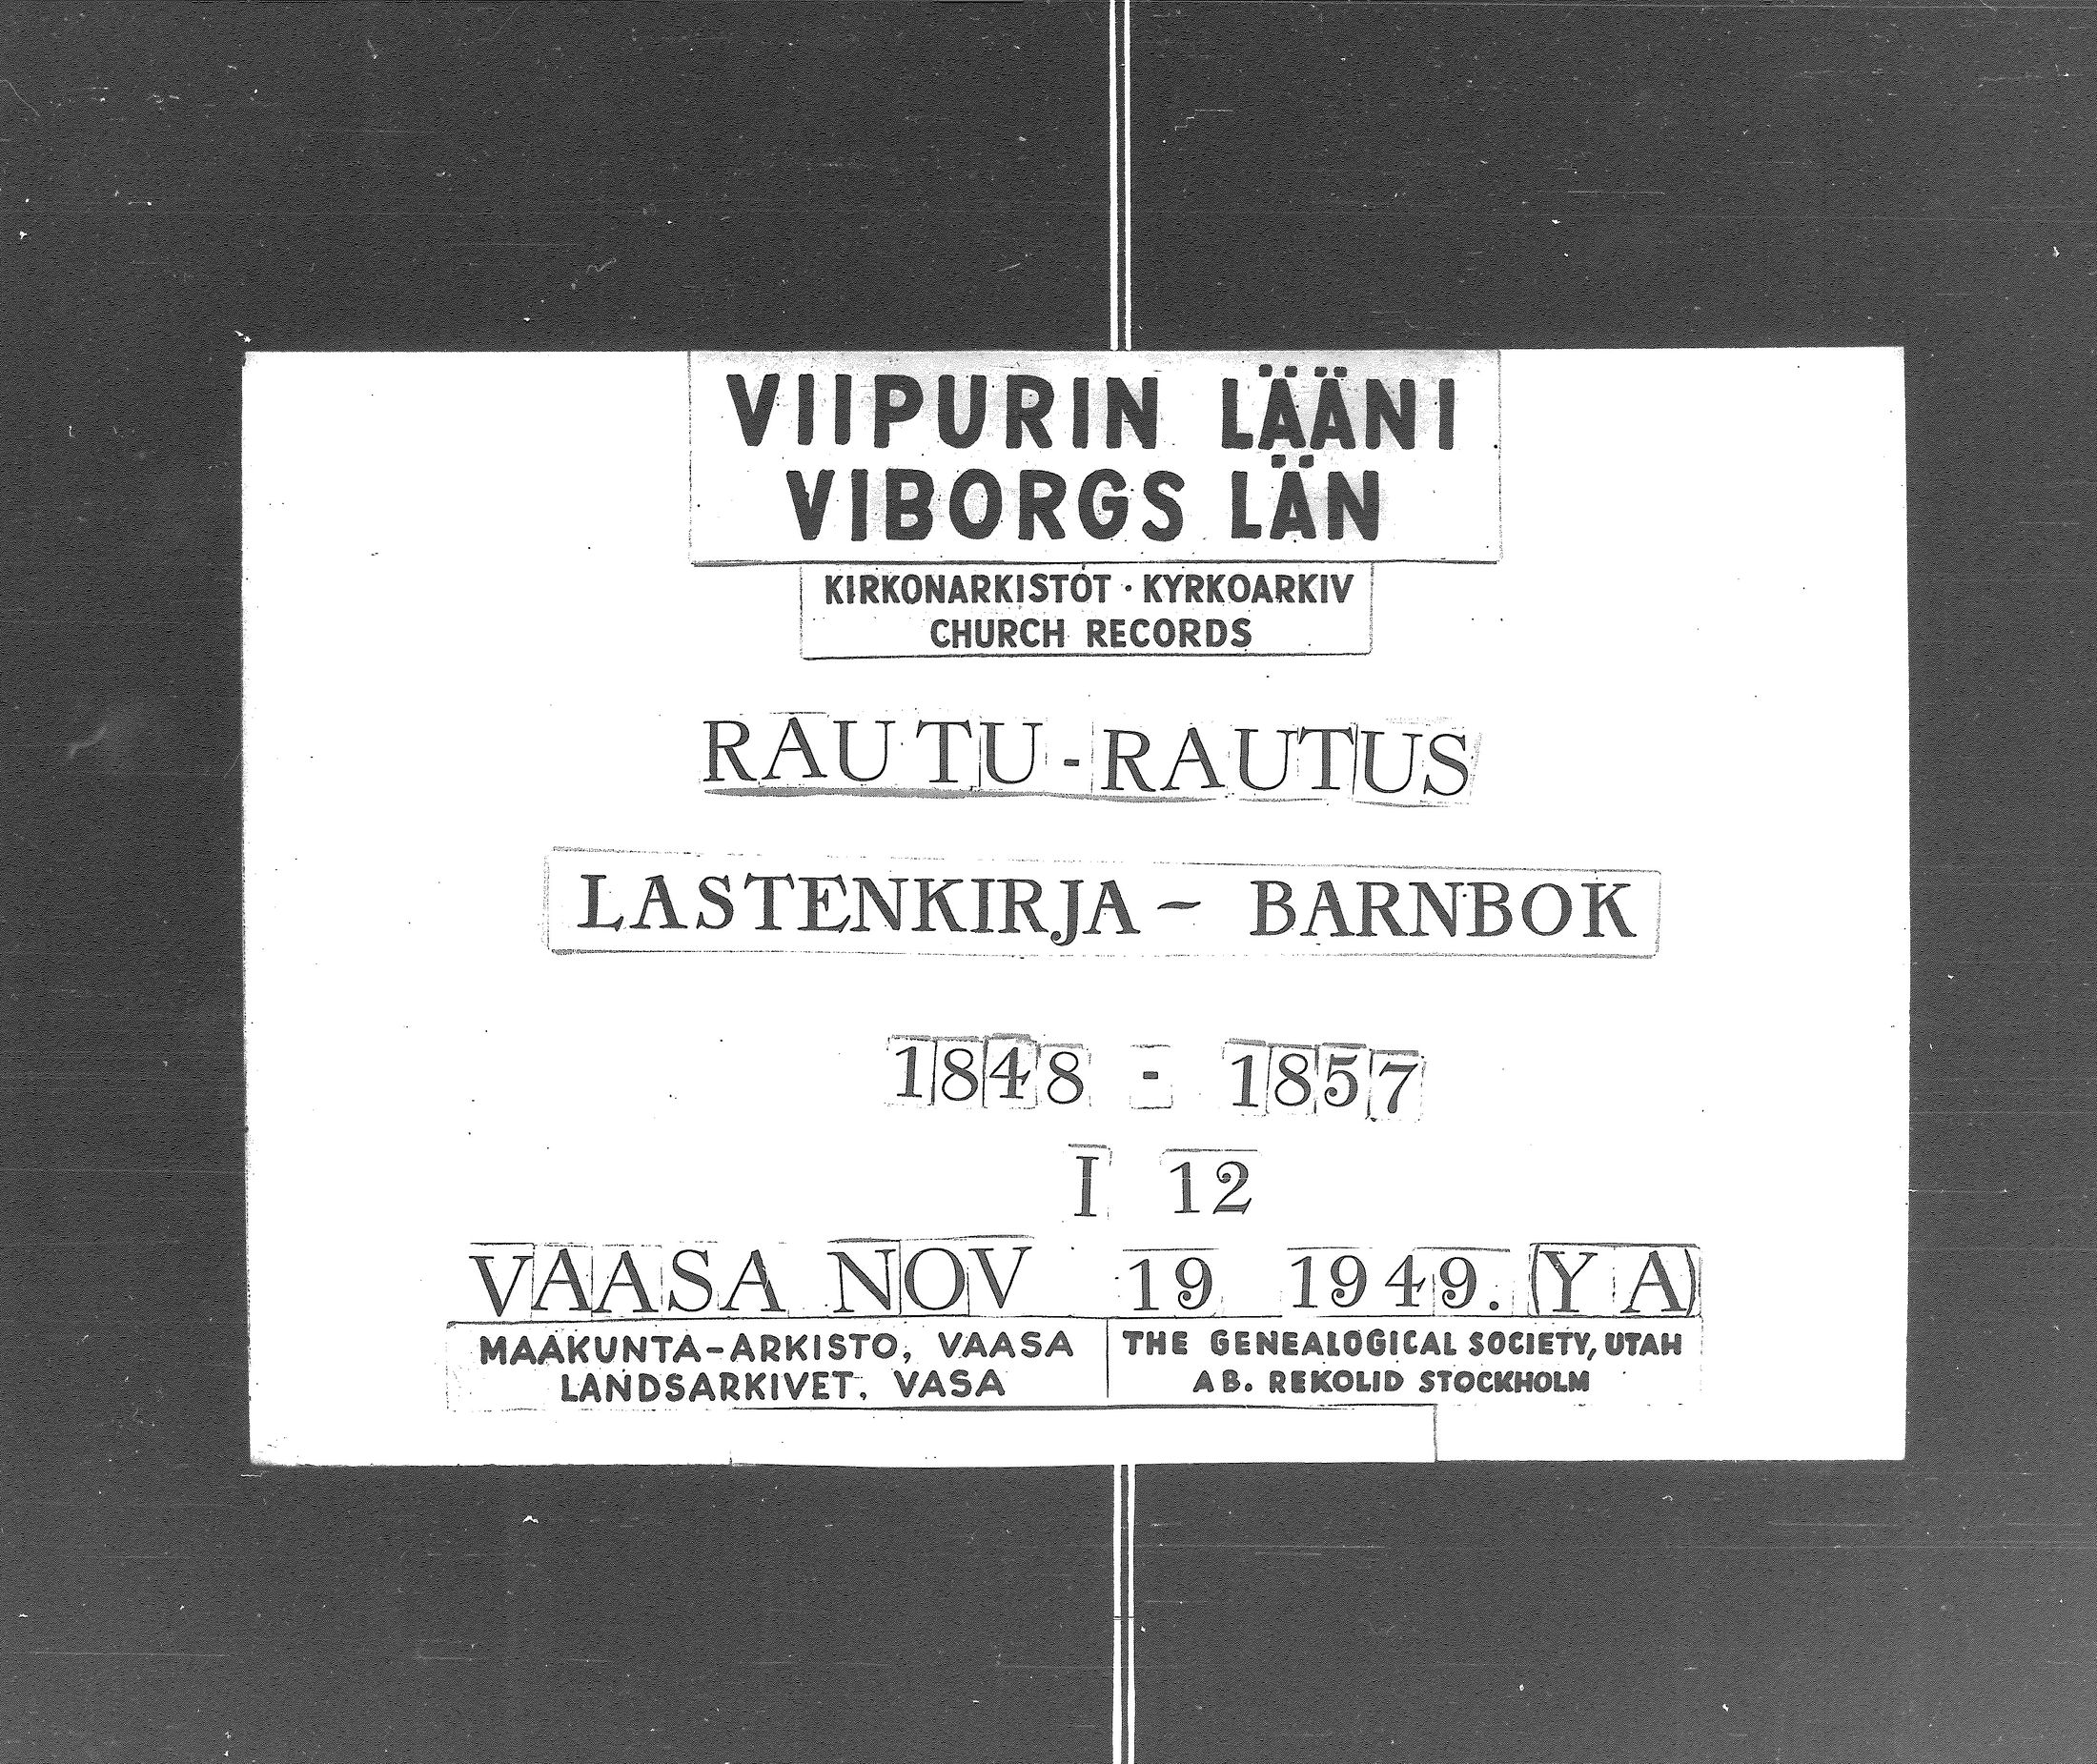 VIIPURIN LÄÄNI
VIBORGS LÄN
KIRKONARKISTOT · KYRKOARKIV
CHURCH RECORDS
RAUTU - RAUTUS
LASTENKIRJA - BARNBOK
1848 - 1857
I 12
VAASA NOV 19 1949. (Y A)
MAAKUNTA-ARKISTO, VAASA
LANDSARKIVET, VASA
THE GENEALOGICAL SOCIETY, UTAH
AB. REKOLID STOCKHOLM